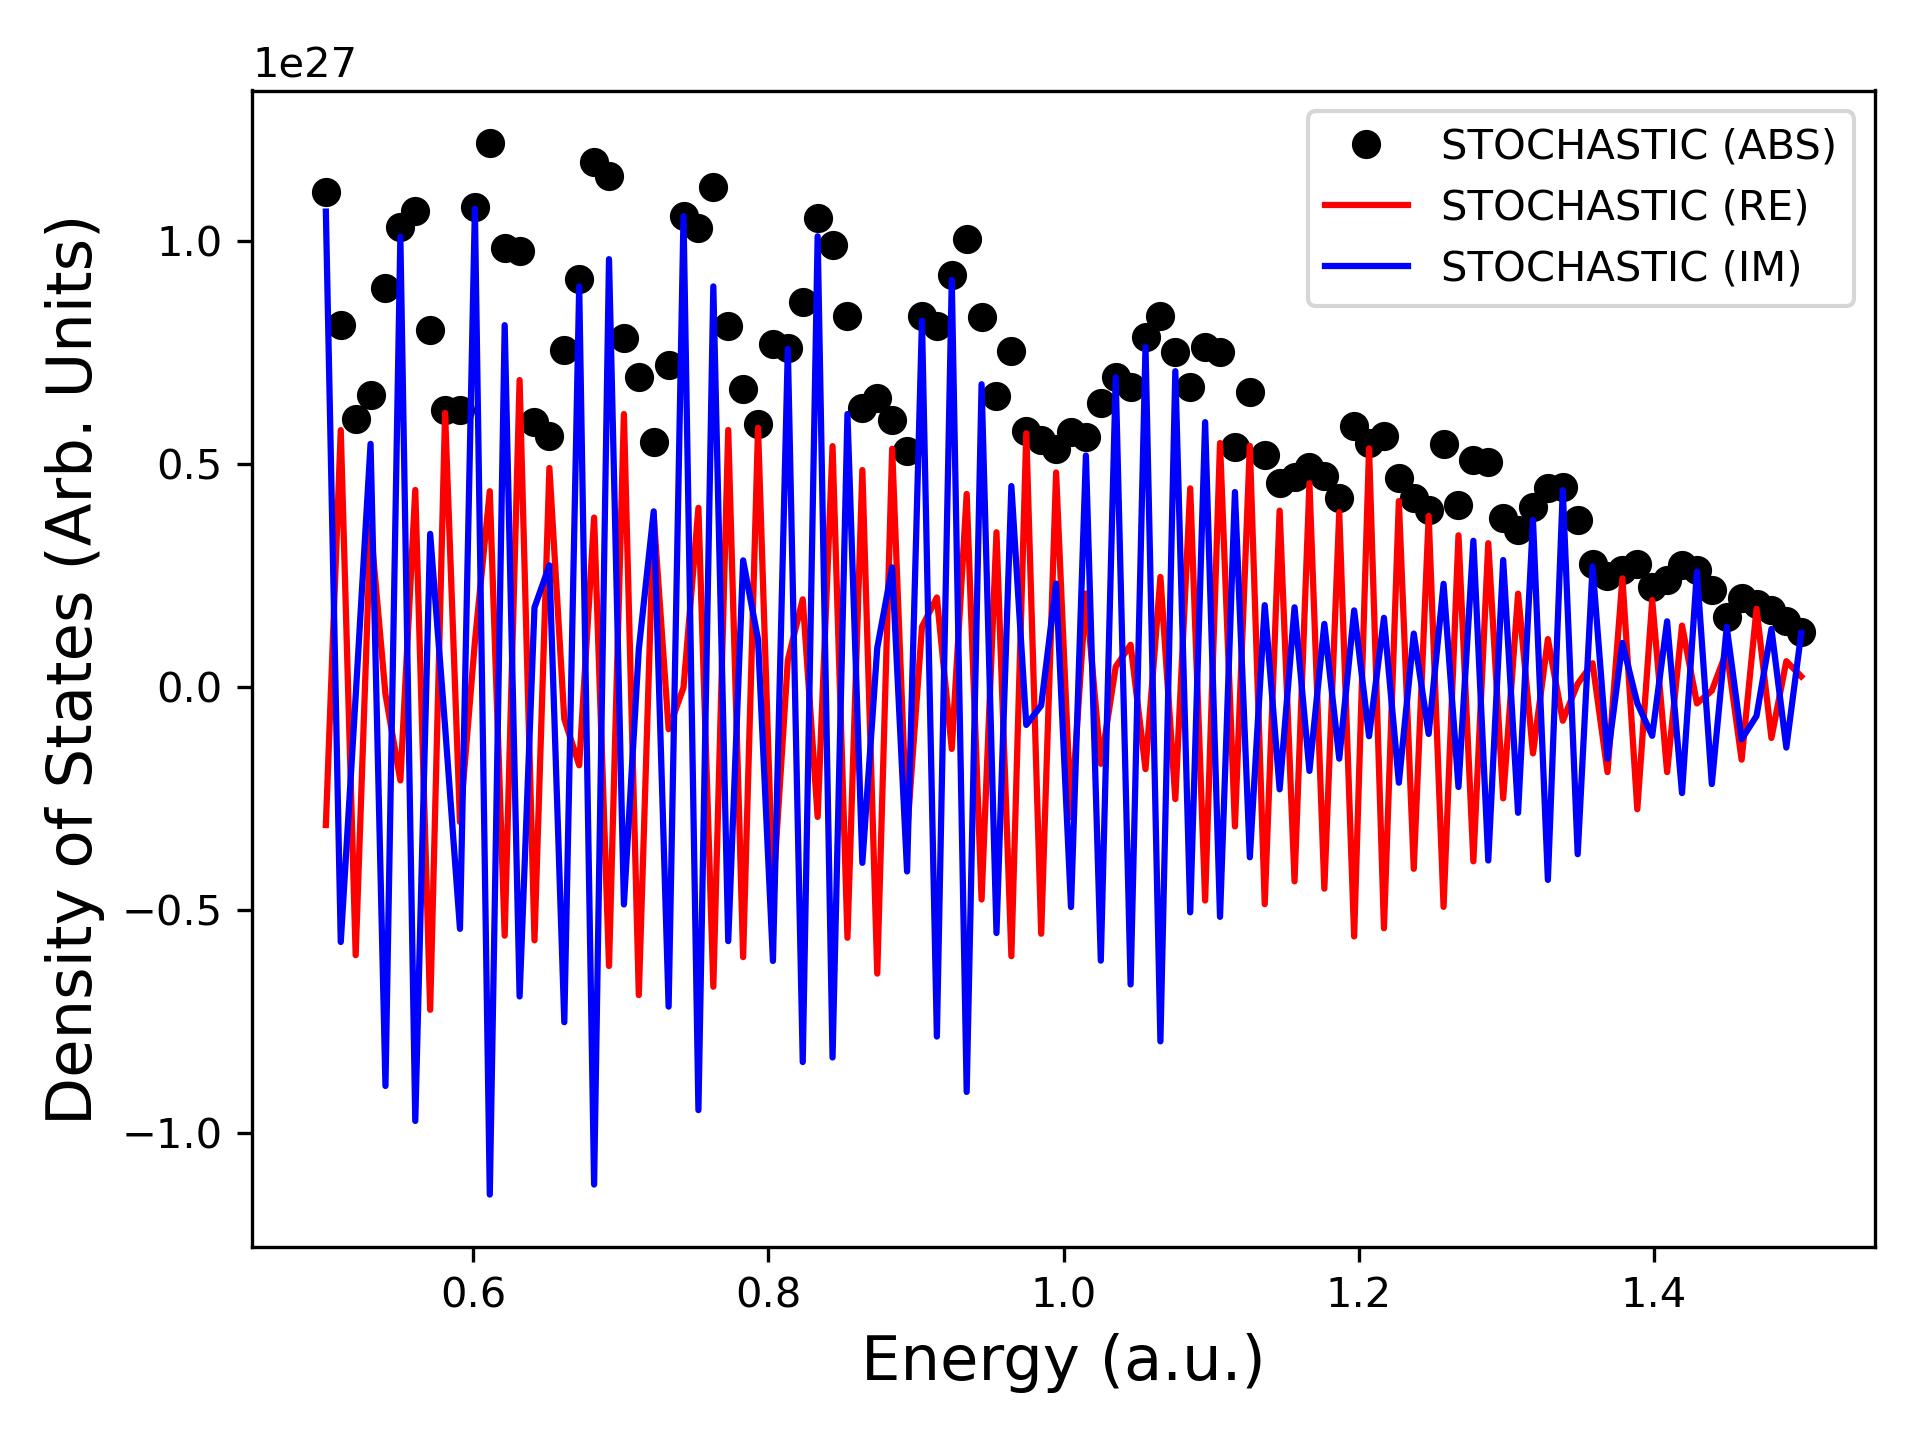 1e27
STOCHASTIC (ABS)
STOCHASTIC (RE)
STOCHASTIC (IM)
1.0
0.5
0.0
−0.5
−1.0
Density of States (Arb. Units)
0.6 0.8 1.0 1.2 1.4
Energy (a.u.)